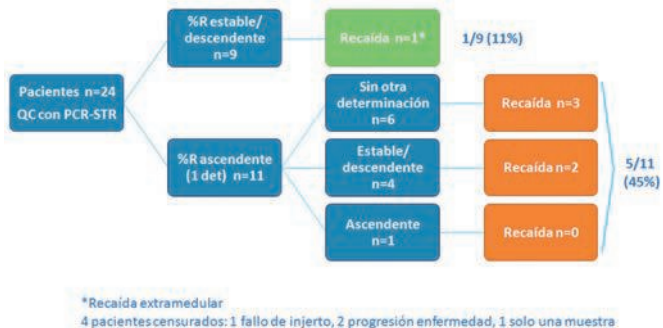 %R estable/
descendente
n=9
Recaída n=1*
1/9 (11%)
Pacientes n=24
QC con PCR-STR
%R ascendente
(1 det) n=11
Sin otra
determinación
n=6
Recaída n=3
Estable/
descendente
n=4
Recaída n=2
5/11
(45%)
Ascendente
n=1
Recaída n=0
*Recaída extramedular
4 pacientes censurados: 1 fallo de injerto, 2 progresión enfermedad, 1 solo una muestra